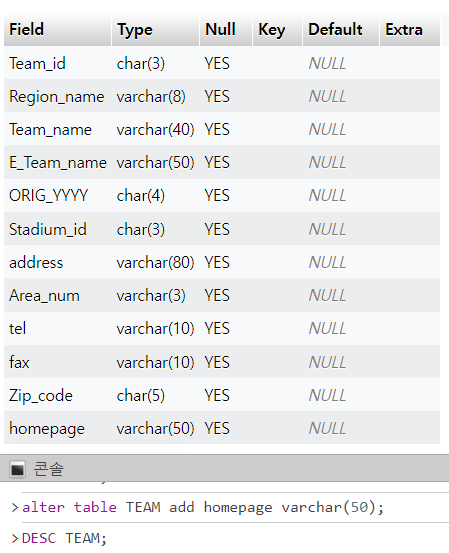 Field Type Null Key Default Extra
Team_id char(3) YES NULL
Region_name varchar(8) YES NULL
Team_name varchar(40) YES NULL
E_Team_name varchar(50) YES NULL
ORIG_YYYY char(4) YES NULL
Stadium_id char(3) YES NULL
address varchar(80) YES NULL
Area_num varchar(3) YES NULL
tel varchar(10) YES NULL
fax varchar(10) YES NULL
Zip_code char(5) YES NULL
homepage varchar(50) YES NULL
콘솔
>alter table TEAM add homepage varchar(50);
>DESC TEAM;